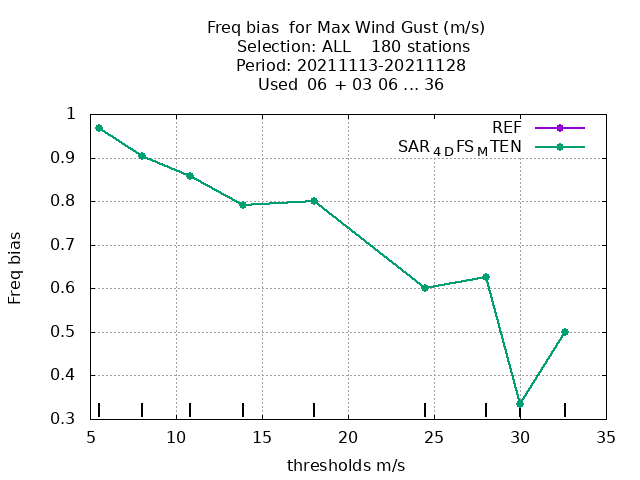 Freq bias  for Max Wind Gust (m/s)
Selection: ALL    180 stations
Period: 20211113-20211128
Used  06 + 03 06 ... 36
REF
SAR4DFSMTEN
1
0.9
0.8
0.7
0.6
0.5
0.4
0.3
Freq bias
5 10 15 20 25 30 35
thresholds m/s